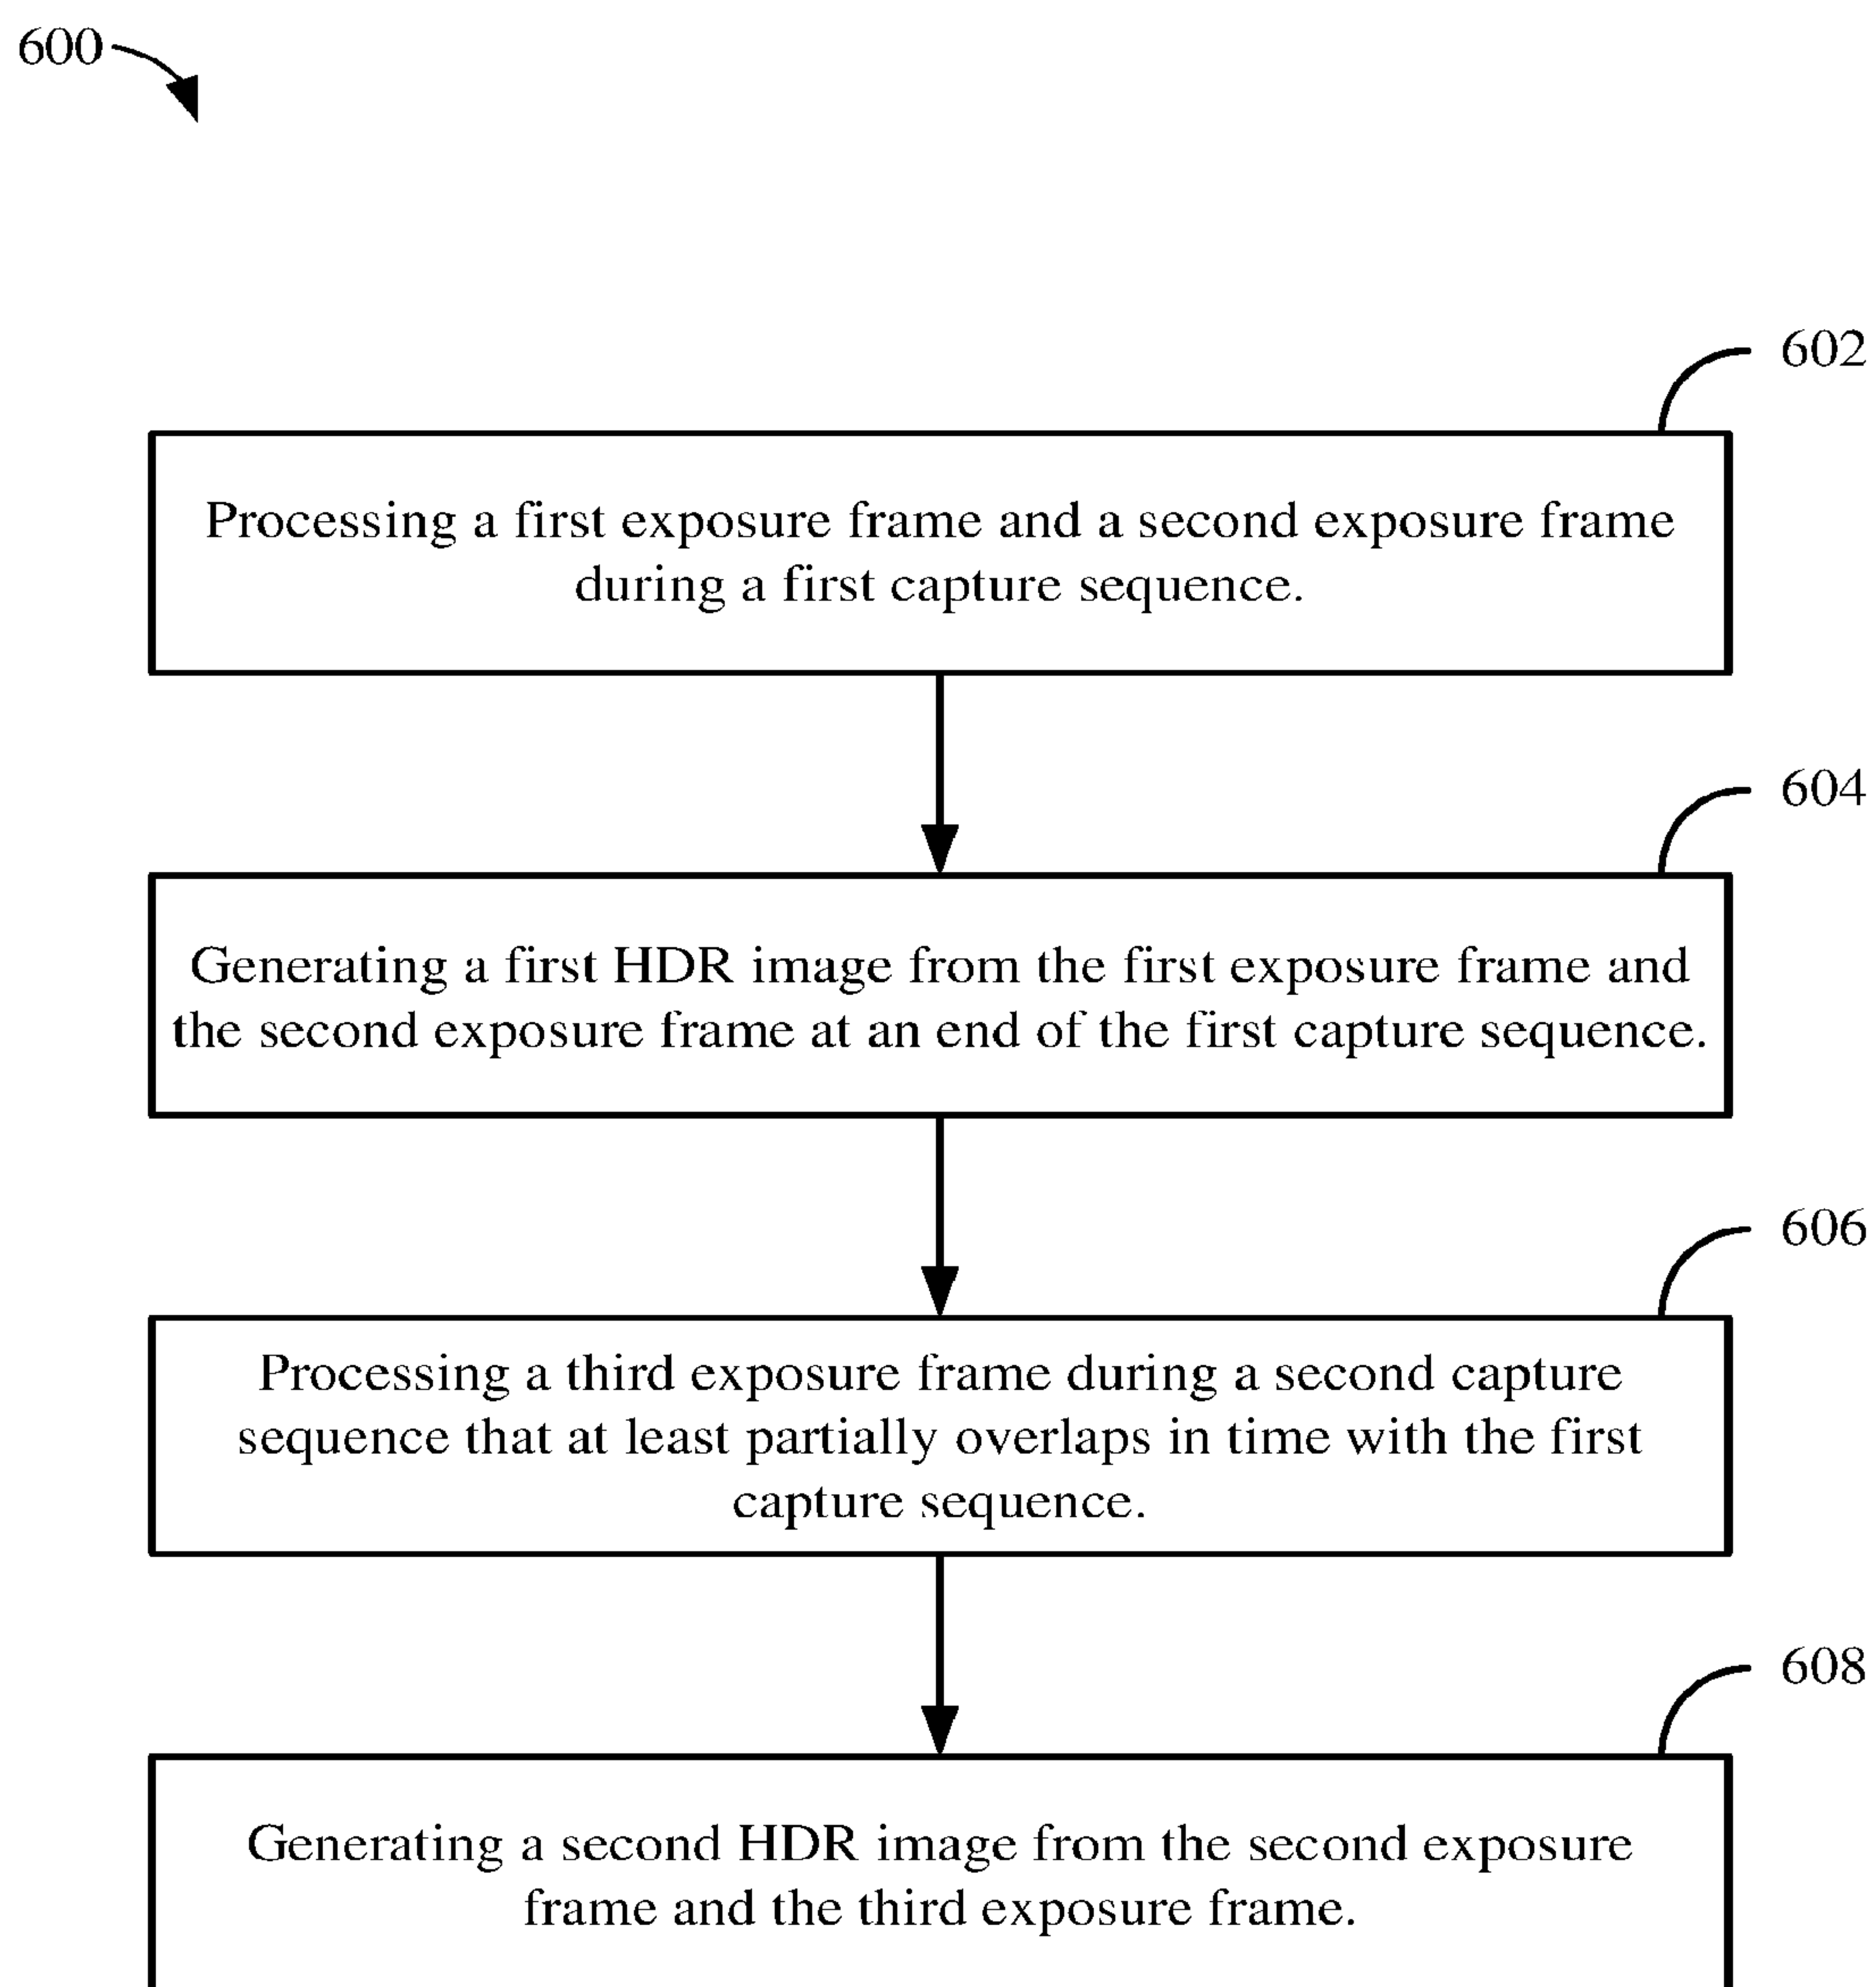 600
602
Processing a first exposure frame and a second exposure frame
during a first capture sequence.
604
Generating a first HDR image from the first exposure frame and
the second exposure frame at an end of the first capture sequence.
606
Processing a third exposure frame during a second capture
sequence that at least partially overlaps in time with the first
capture sequence.
608
Generating a second HDR image from the second exposure
frame and the third exposure frame.